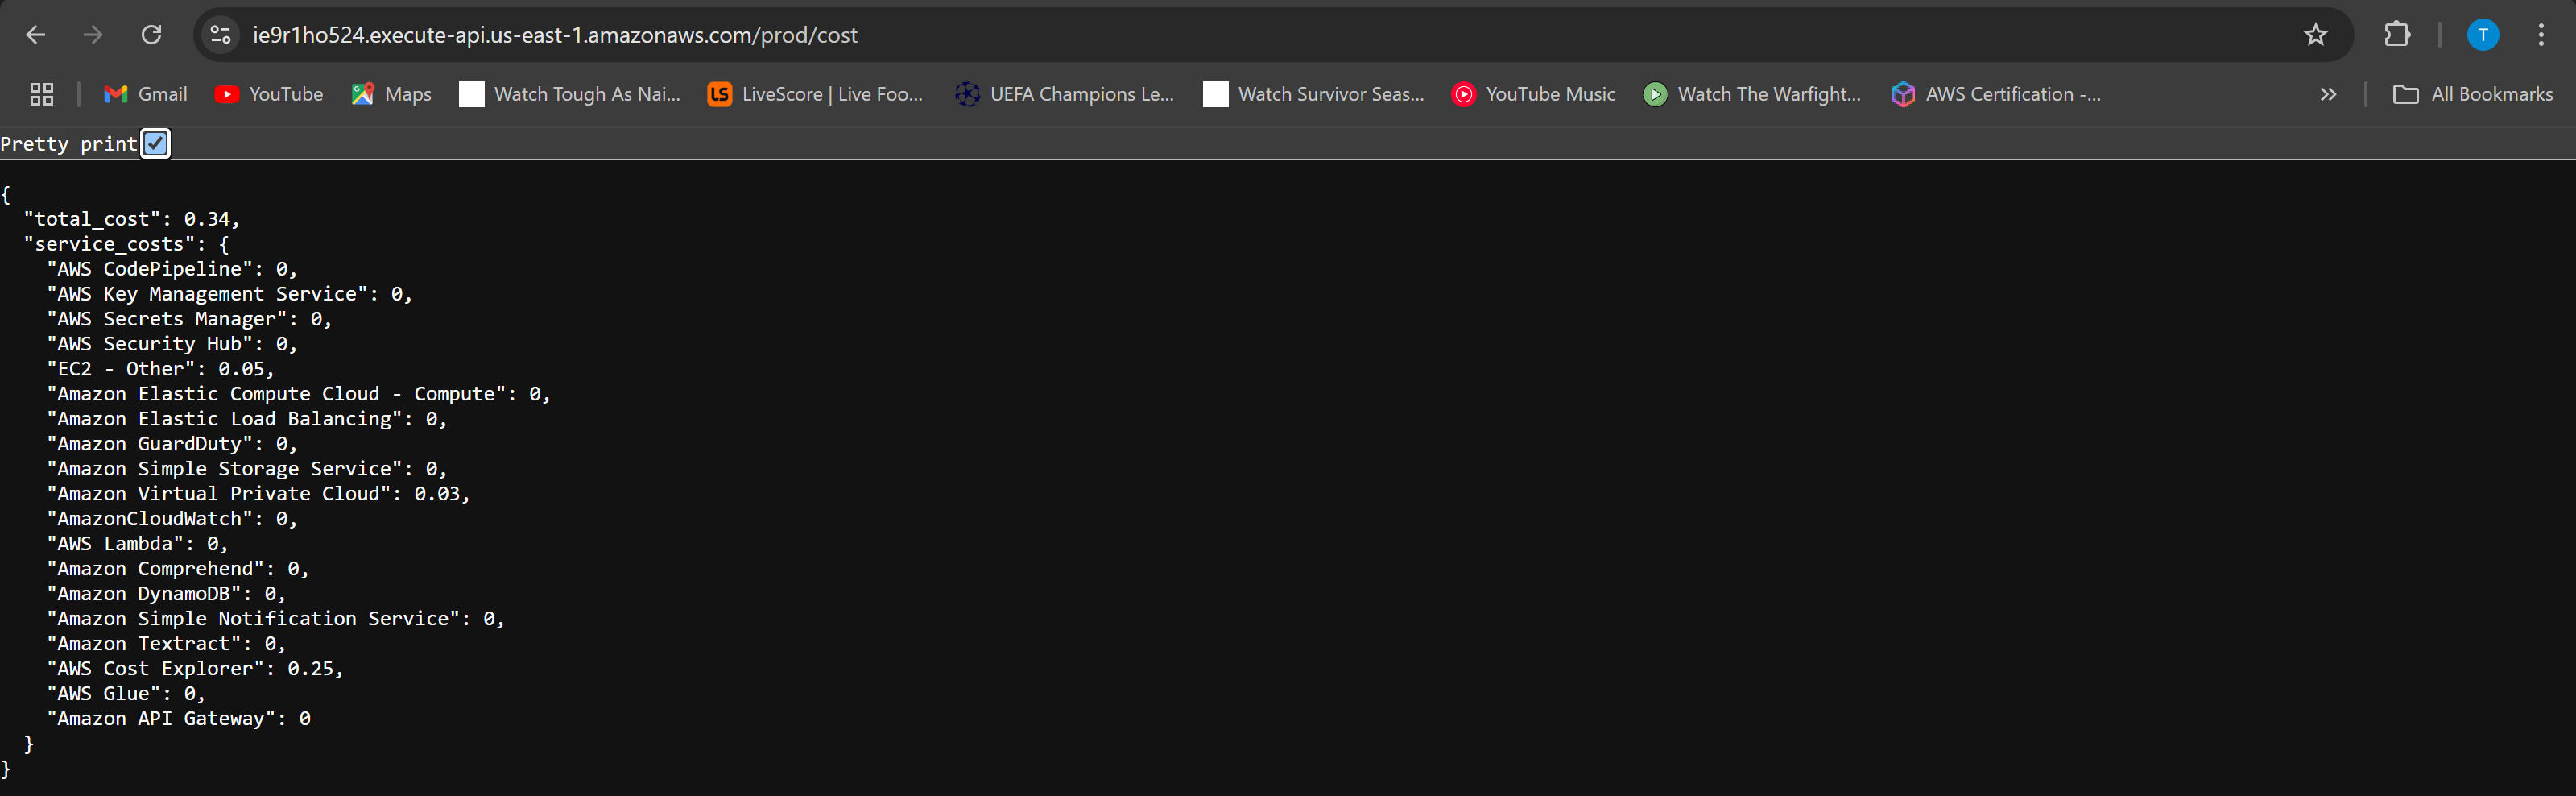 ie9r1ho524.execute-api.us-east-1.amazonaws.com/prod/cost
T
Gmail
YouTube
Maps
Watch Tough As Nai...
LS
LiveScore | Live Foo...
UEFA Champions Le...
Watch Survivor Seas...
YouTube Music
Watch The Warfight...
AWS Certification -...
All Bookmarks
Pretty print
{
"total_cost": 0.34,
"service_costs": {
"AWS CodePipeline": 0,
"AWS Key Management Service": 0,
"AWS Secrets Manager": 0,
"AWS Security Hub": 0,
"EC2 - Other": 0.05,
"Amazon Elastic Compute Cloud - Compute": 0,
"Amazon Elastic Load Balancing": 0,
"Amazon GuardDuty": 0,
"Amazon Simple Storage Service": 0,
"Amazon Virtual Private Cloud": 0.03,
"AmazonCloudWatch": 0,
"AWS Lambda": 0,
"Amazon Comprehend": 0,
"Amazon DynamoDB": 0,
"Amazon Simple Notification Service": 0,
"Amazon Textract": 0,
"AWS Cost Explorer": 0.25,
"AWS Glue": 0,
"Amazon API Gateway": 0
}
}